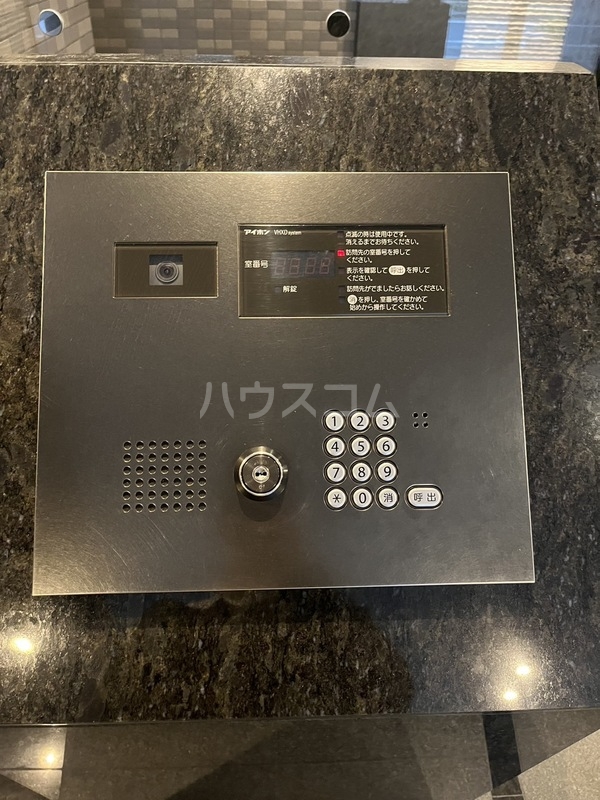 アイホン VHXD system
点滅の時は使用中です。
消えるまでお待ちください。
訪問先の室番号を押して
ください。
室番号
表示を確認して 呼出 を押して
ください。
解錠
訪問先がでましたらお話しください。
消 を押し、室番号を確かめて
始めから操作してください。
ハウスコム
1 2 3
4 5 6
7 8 9
* 0 消 呼出